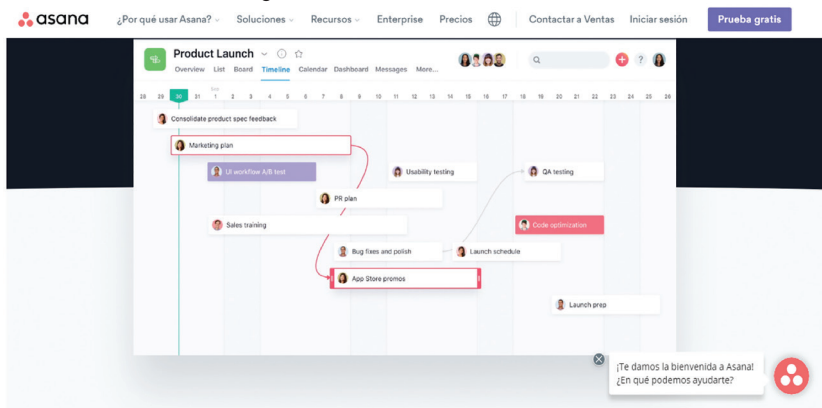 asana ¿Por qué usar Asana? Soluciones Recursos Enterprise Precios Contactar a Ventas Iniciar sesión Prueba gratis
Product Launch
Overview List Board Timeline Calendar Dashboard Messages More...
28 29 30 31 1 2 3 4 5 6 7 8 9 10 11 12 13 14 15 16 17 18 19 20 21 22 23 24 25 26
Consolidate product spec feedback
Marketing plan
UI workflow A/B test
Usability testing
QA testing
PR plan
Sales training
Code optimization
Bug fixes and polish
Launch schedule
App Store promos
Launch prep
¡Te damos la bienvenida a Asana!
¿En qué podemos ayudarte?